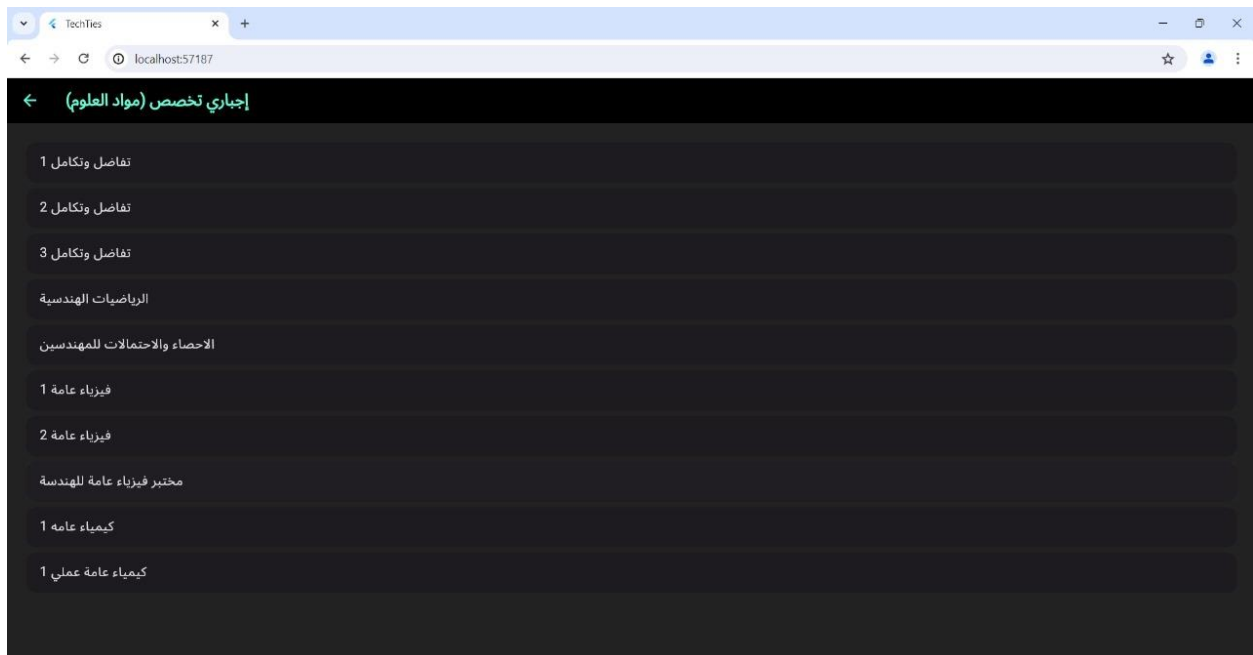 TechTies
localhost:57187
إجباري تخصص (مواد العلوم)
تفاضل وتكامل 1
تفاضل وتكامل 2
تفاضل وتكامل 3
الرياضيات الهندسية
الاحصاء والاحتمالات للمهندسين
فيزياء عامة 1
فيزياء عامة 2
مختبر فيزياء عامة للهندسة
كيمياء عامه 1
كيمياء عامة عملي 1